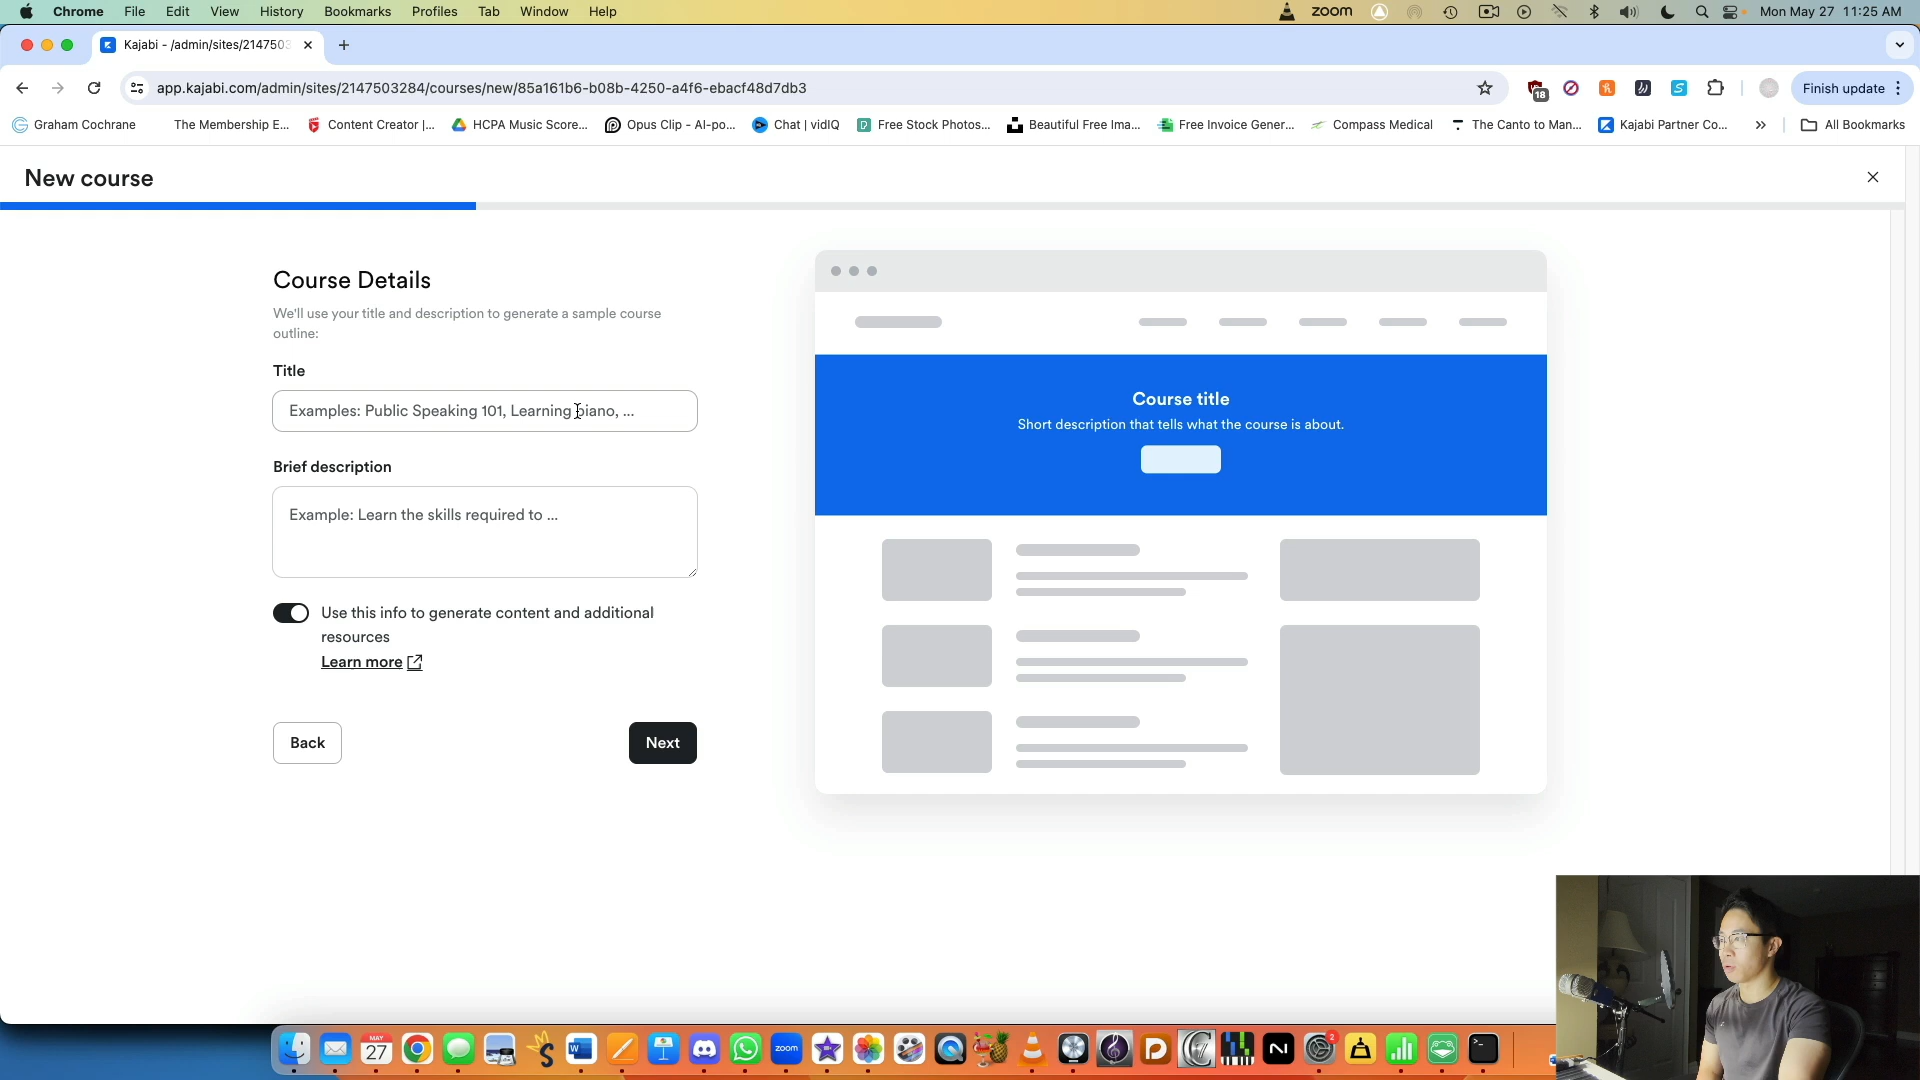 Chrome File Edit View History Bookmarks Profiles Tab Window Help zoom Mon May 27 11:25 AM
Kajabi - /admin/sites/2147503
app.kajabi.com/admin/sites/2147503284/courses/new/85a161b6-b08b-4250-a4f6-ebacf48d7db3 18 Finish update
Graham Cochrane The Membership E... Content Creator |... HCPA Music Score... Opus Clip - AI-po... Chat | vidIQ Free Stock Photos... Beautiful Free Ima... Free Invoice Gener... Compass Medical The Canto to Man... Kajabi Partner Co... » All Bookmarks
New course
Course Details
We'll use your title and description to generate a sample course
outline:
Title
Examples: Public Speaking 101, Learning piano, ...
Brief description
Example: Learn the skills required to ...
Use this info to generate content and additional
resources
Learn more
Back Next
Course title
Short description that tells what the course is about.
MAY
27
W
zoom
2